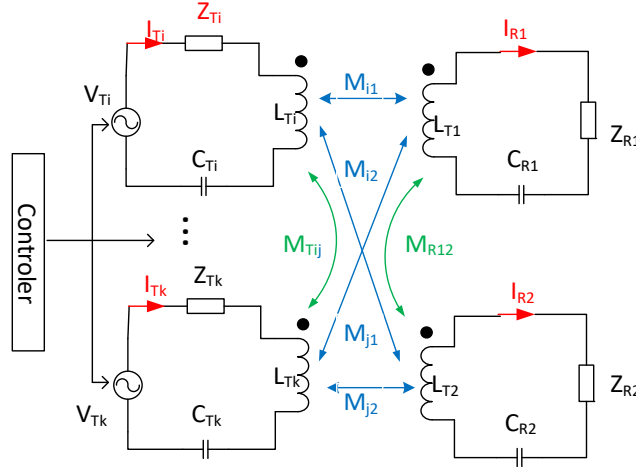 Z_Ti
I_Ti
I_R1
M_i1
V_Ti
L_Ti
L_T1
Z_R1
C_Ti
M_i2
C_R1
Controler
...
M_Tij
M_R12
Z_Tk
I_Tk
I_R2
M_j1
L_Tk
L_T2
Z_R2
V_Tk
M_j2
C_Tk
C_R2